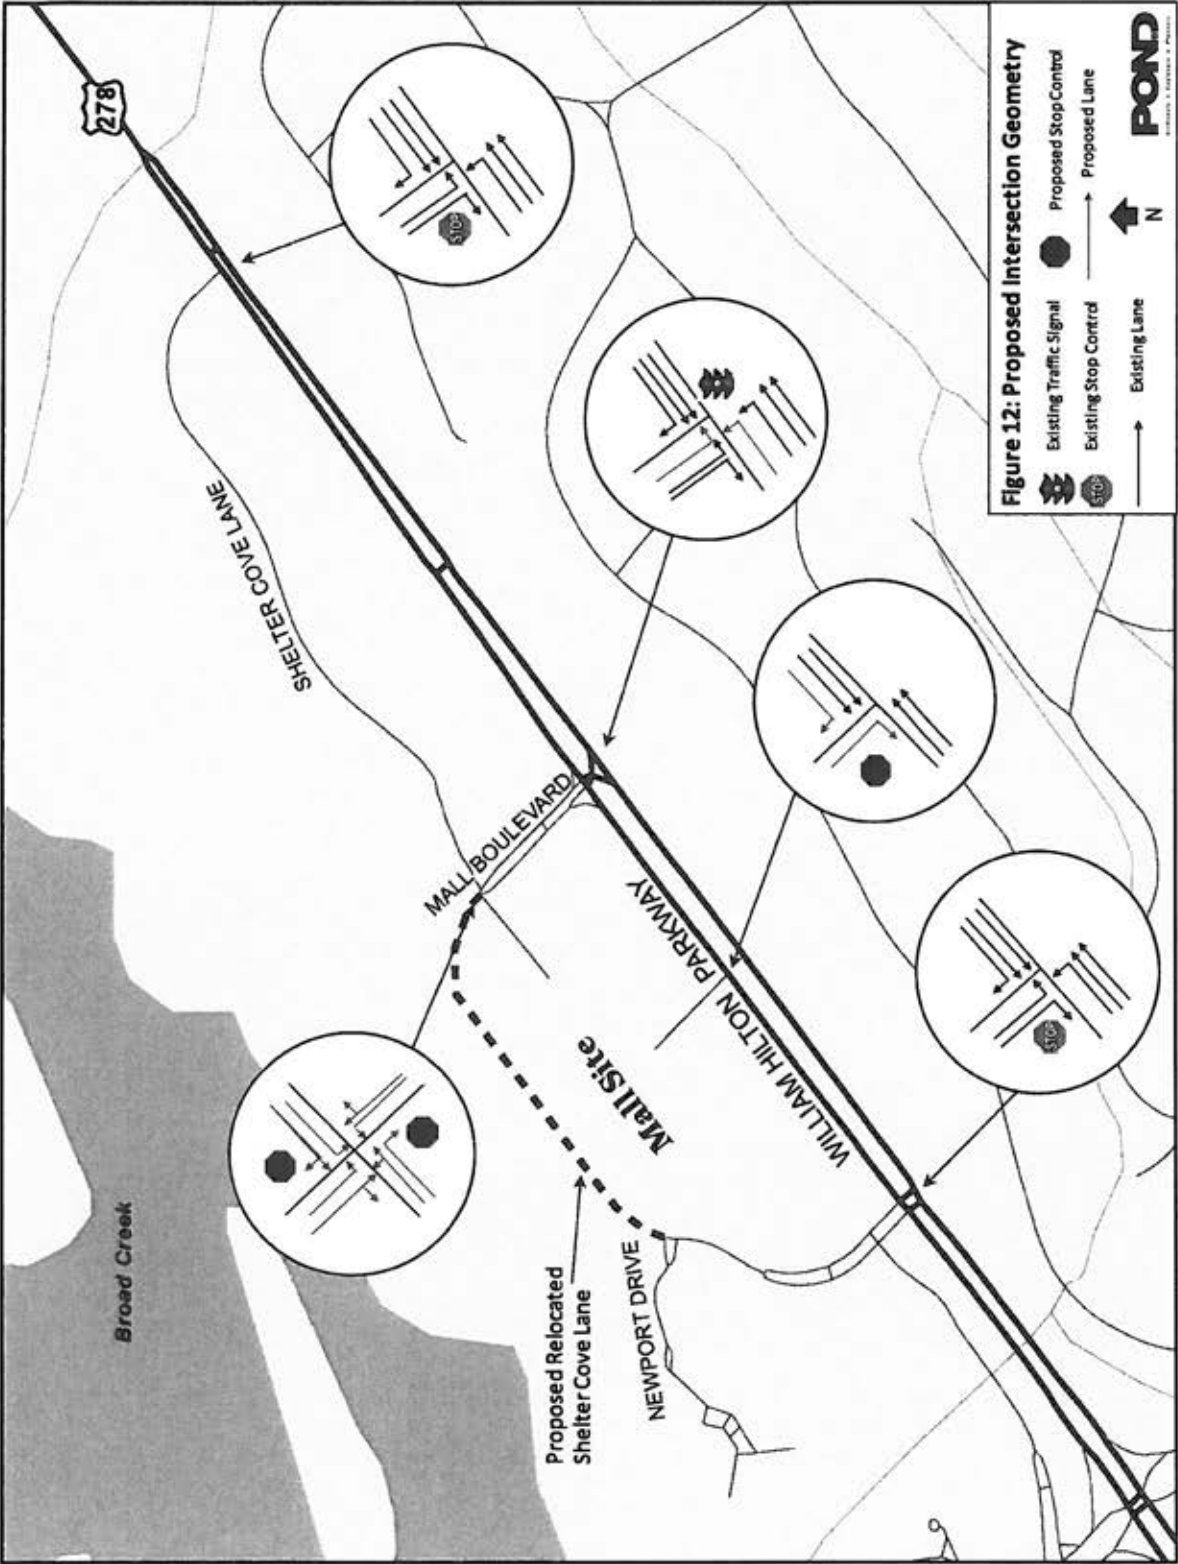 278
SHELTER COVE LANE
MALL BOULEVARD
WILLIAM HILTON PARKWAY
Mall Site
NEWPORT DRIVE
Proposed Relocated
Shelter Cove Lane
Broad Creek
STOP
STOP
Figure 12: Proposed Intersection Geometry
Existing Traffic Signal
Proposed Stop Control
STOP
Existing Stop Control
Proposed Lane
Existing Lane
N
POND